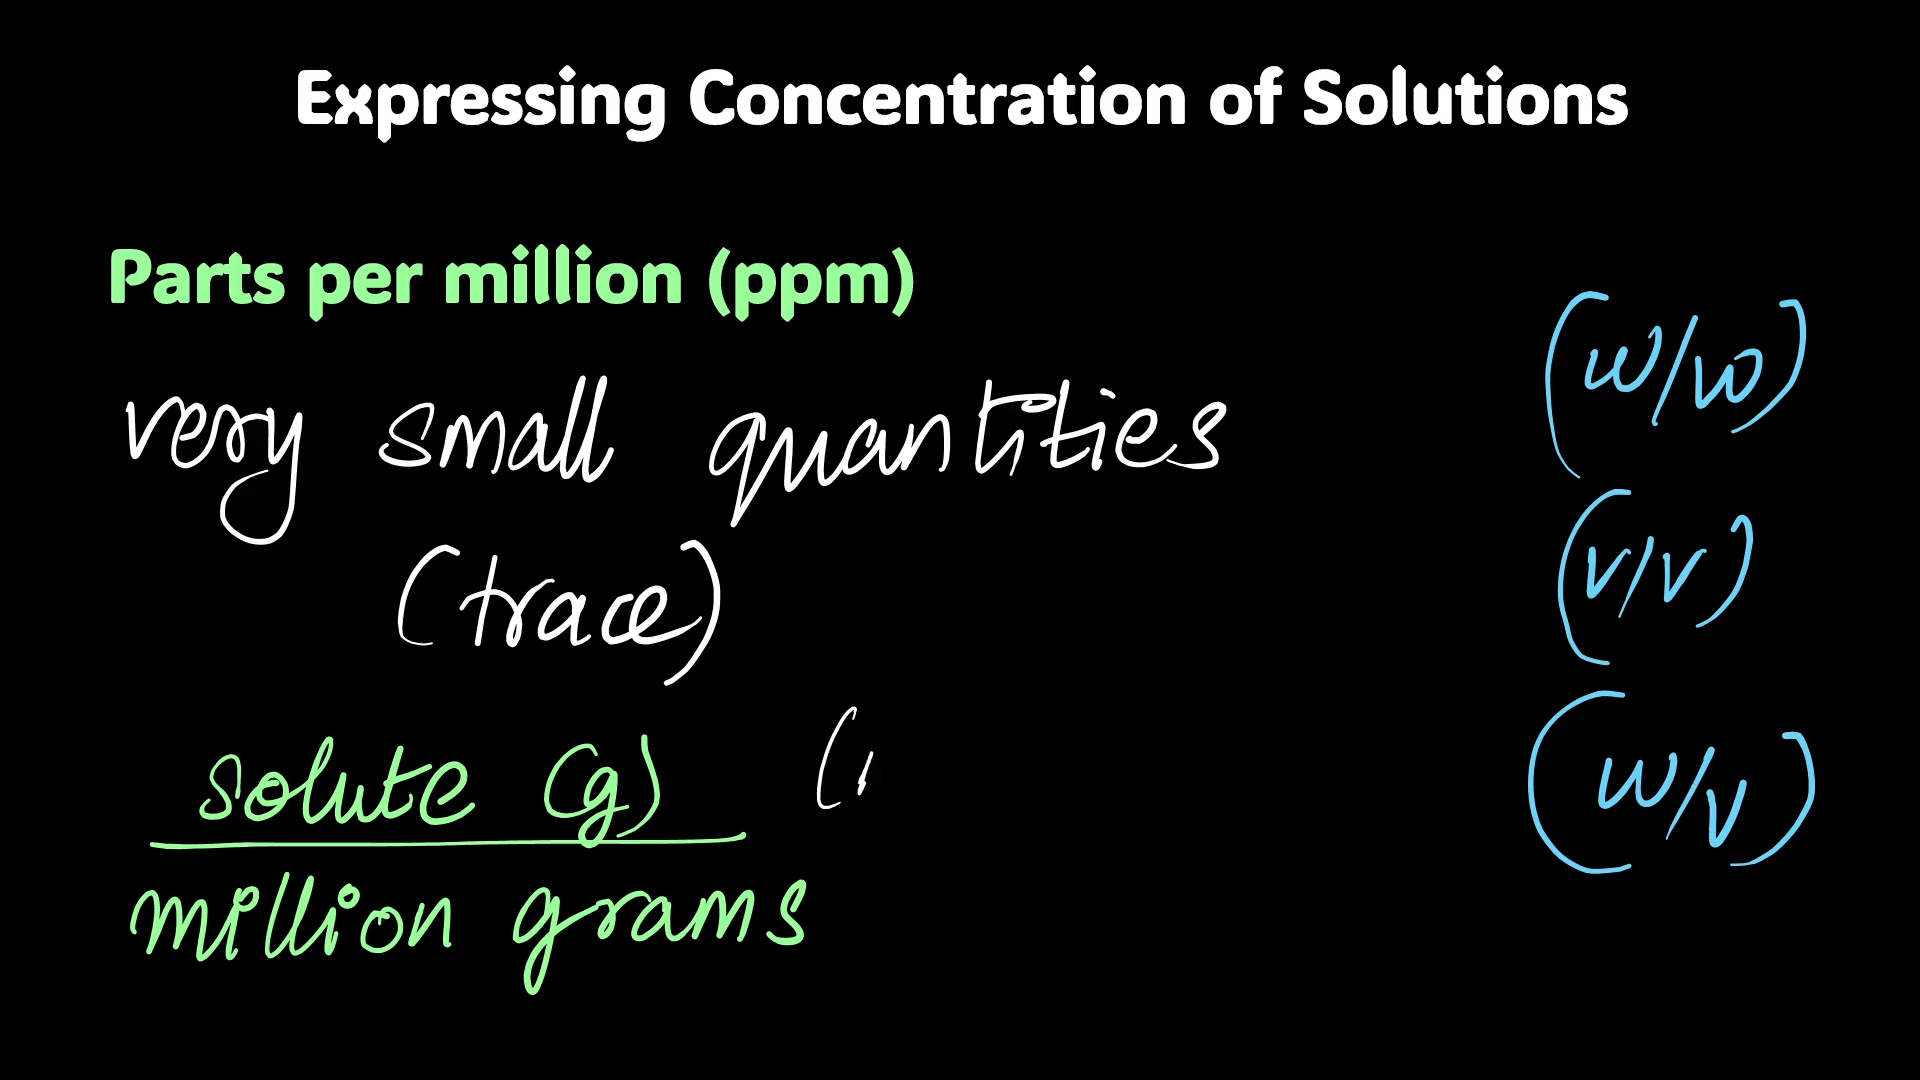 Expressing Concentration of Solutions
Parts per million (ppm)
very small quantities
(trace)
solute (g)
million grams
(w/w)
(v/v)
(w/v)